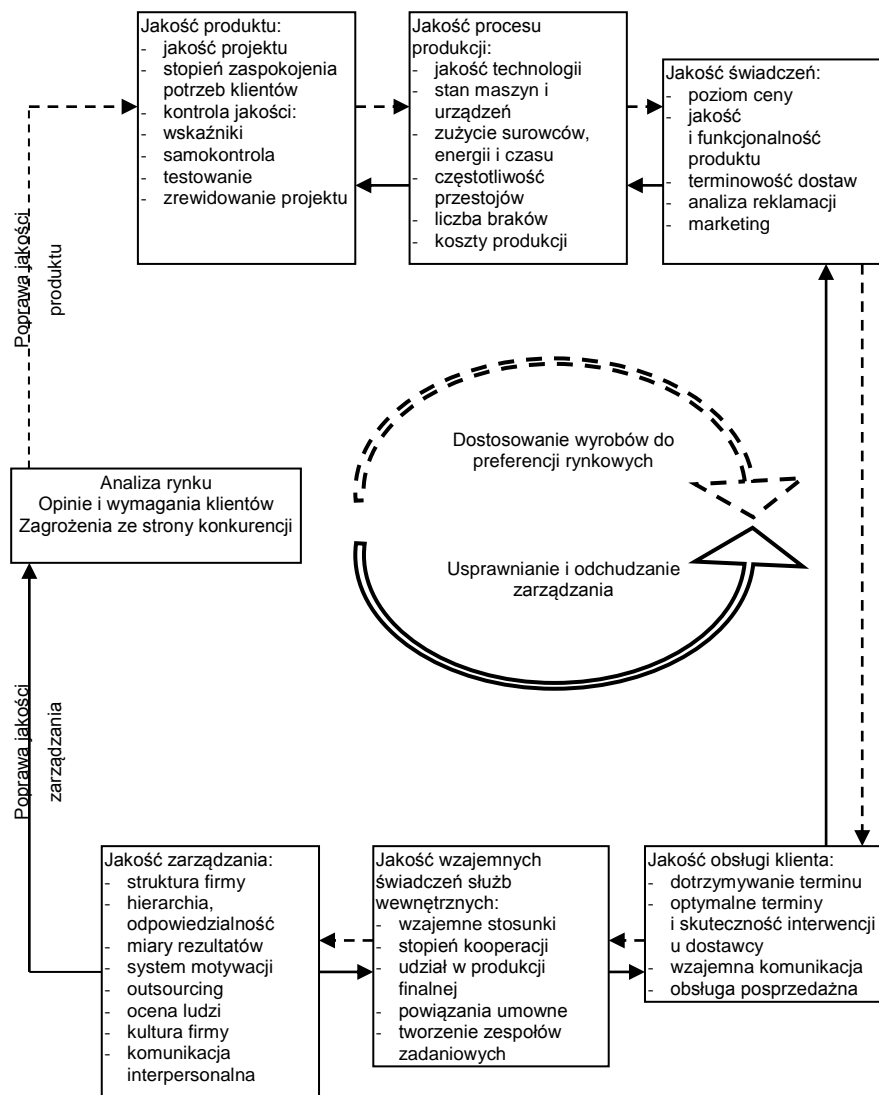 Jakość produktu:
- jakość projektu
- stopień zaspokojenia
potrzeb klientów
- kontrola jakości:
- wskaźniki
- samokontrola
- testowanie
- zrewidowanie projektu
Jakość procesu
produkcji:
- jakość technologii
- stan maszyn i
urządzeń
- zużycie surowców,
energii i czasu
- częstotliwość
przestojów
- liczba braków
- koszty produkcji
Jakość świadczeń:
- poziom ceny
- jakość
i funkcjonalność
produktu
- terminowość dostaw
- analiza reklamacji
- marketing
Poprawa jakości
produktu
Dostosowanie wyrobów do
preferencji rynkowych
Analiza rynku
Opinie i wymagania klientów
Zagrożenia ze strony konkurencji
Usprawnianie i odchudzanie
zarządzania
Poprawa jakości
zarządzania
Jakość zarządzania:
- struktura firmy
- hierarchia,
odpowiedzialność
- miary rezultatów
- system motywacji
- outsourcing
- ocena ludzi
- kultura firmy
- komunikacja
interpersonalna
Jakość wzajemnych
świadczeń służb
wewnętrznych:
- wzajemne stosunki
- stopień kooperacji
- udział w produkcji
finalnej
- powiązania umowne
- tworzenie zespołów
zadaniowych
Jakość obsługi klienta:
- dotrzymywanie terminu
- optymalne terminy
i skuteczność interwencji
u dostawcy
- wzajemna komunikacja
- obsługa posprzedażna